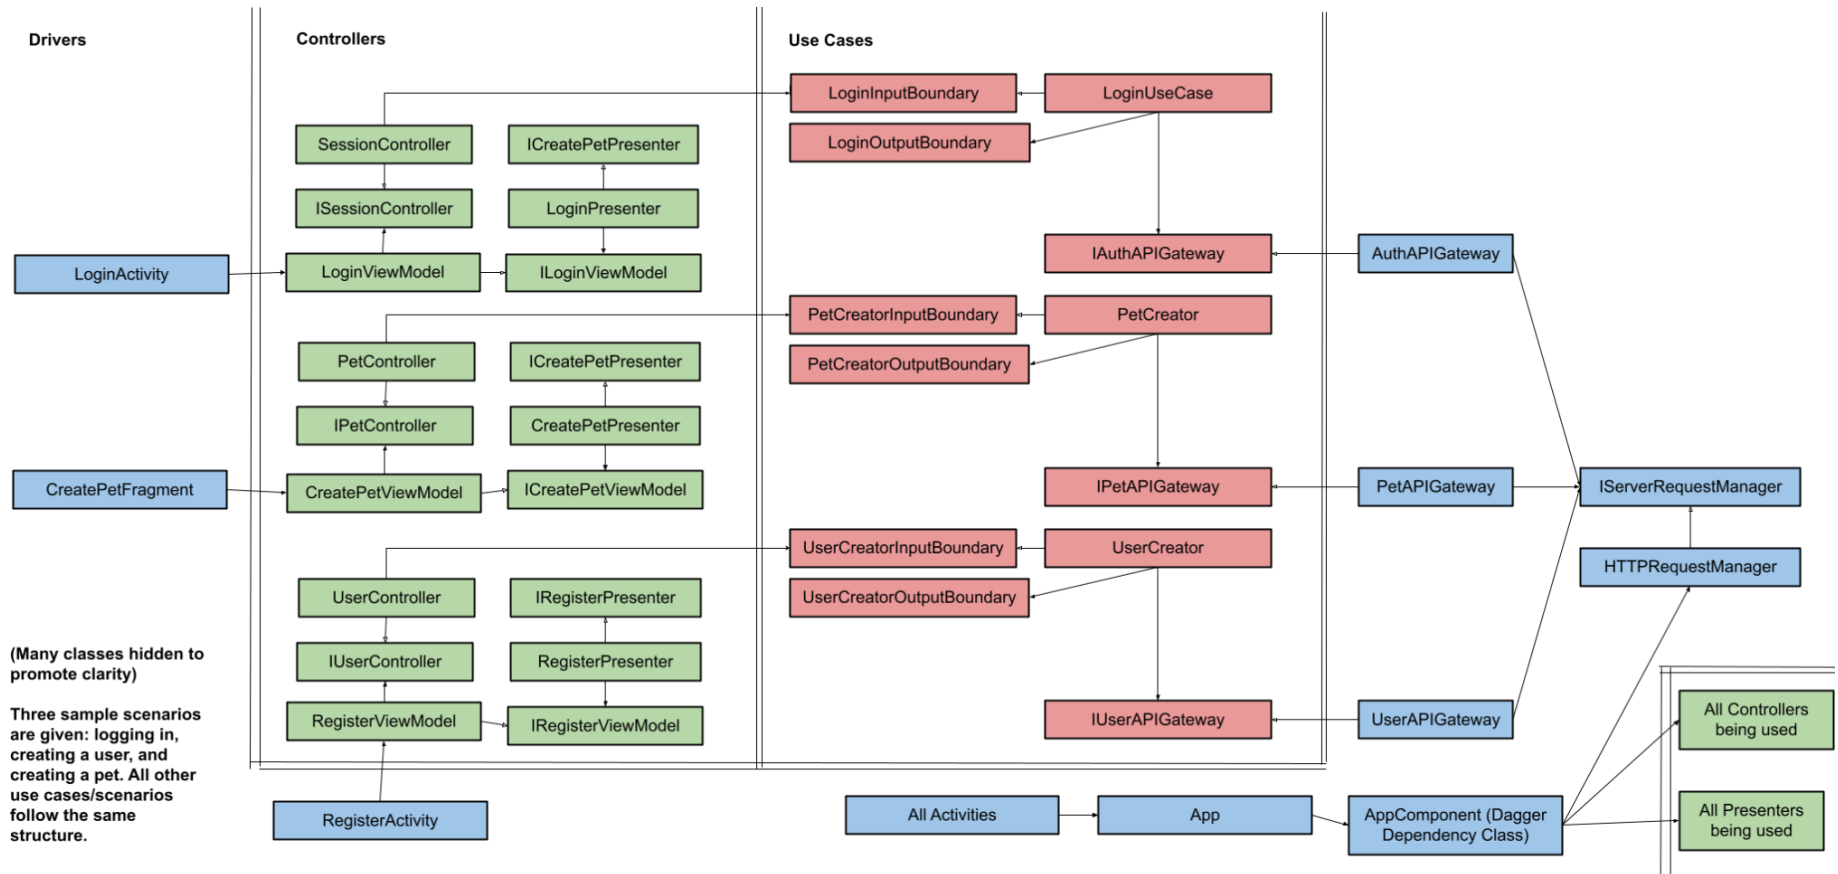 Drivers
Controllers
Use Cases
LoginInputBoundary
LoginUseCase
SessionController
ICreatePetPresenter
LoginOutputBoundary
ISessionController
LoginPresenter
LoginActivity
LoginViewModel
ILoginViewModel
IAuthAPIGateway
AuthAPIGateway
PetCreatorInputBoundary
PetCreator
PetController
ICreatePetPresenter
PetCreatorOutputBoundary
IPetController
CreatePetPresenter
CreatePetFragment
CreatePetViewModel
ICreatePetViewModel
IPetAPIGateway
PetAPIGateway
IServerRequestManager
UserCreatorInputBoundary
UserCreator
HTTPRequestManager
UserController
IRegisterPresenter
UserCreatorOutputBoundary
IUserController
RegisterPresenter
RegisterViewModel
IRegisterViewModel
IUserAPIGateway
UserAPIGateway
(Many classes hidden to
promote clarity)
Three sample scenarios
are given: logging in,
creating a user, and
creating a pet. All other
use cases/scenarios
follow the same
structure.
All Controllers
being used
RegisterActivity
All Activities
App
AppComponent (Dagger
Dependency Class)
All Presenters
being used